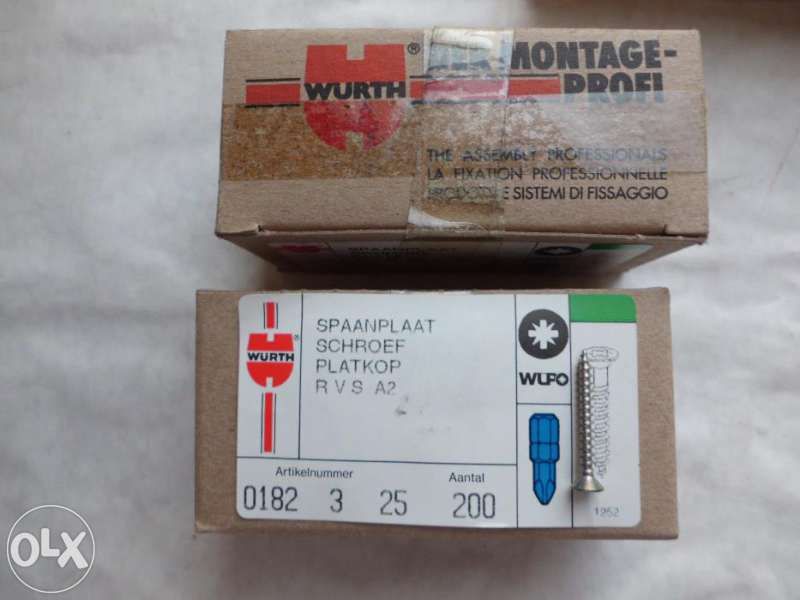 WURTH®
MONTAGE-
PROFI
THE ASSEMBLY PROFESSIONALS
LA FIXATION PROFESSIONNELLE
E SISTEMI DI FISSAGGIO
SPAANPLAAT
WURTH®
SPAANPLAAT
SCHROEF
PLATKOP
R V S A2
WUPO
Artikelnummer Aantal
0182 3 25 200
1952
OLX